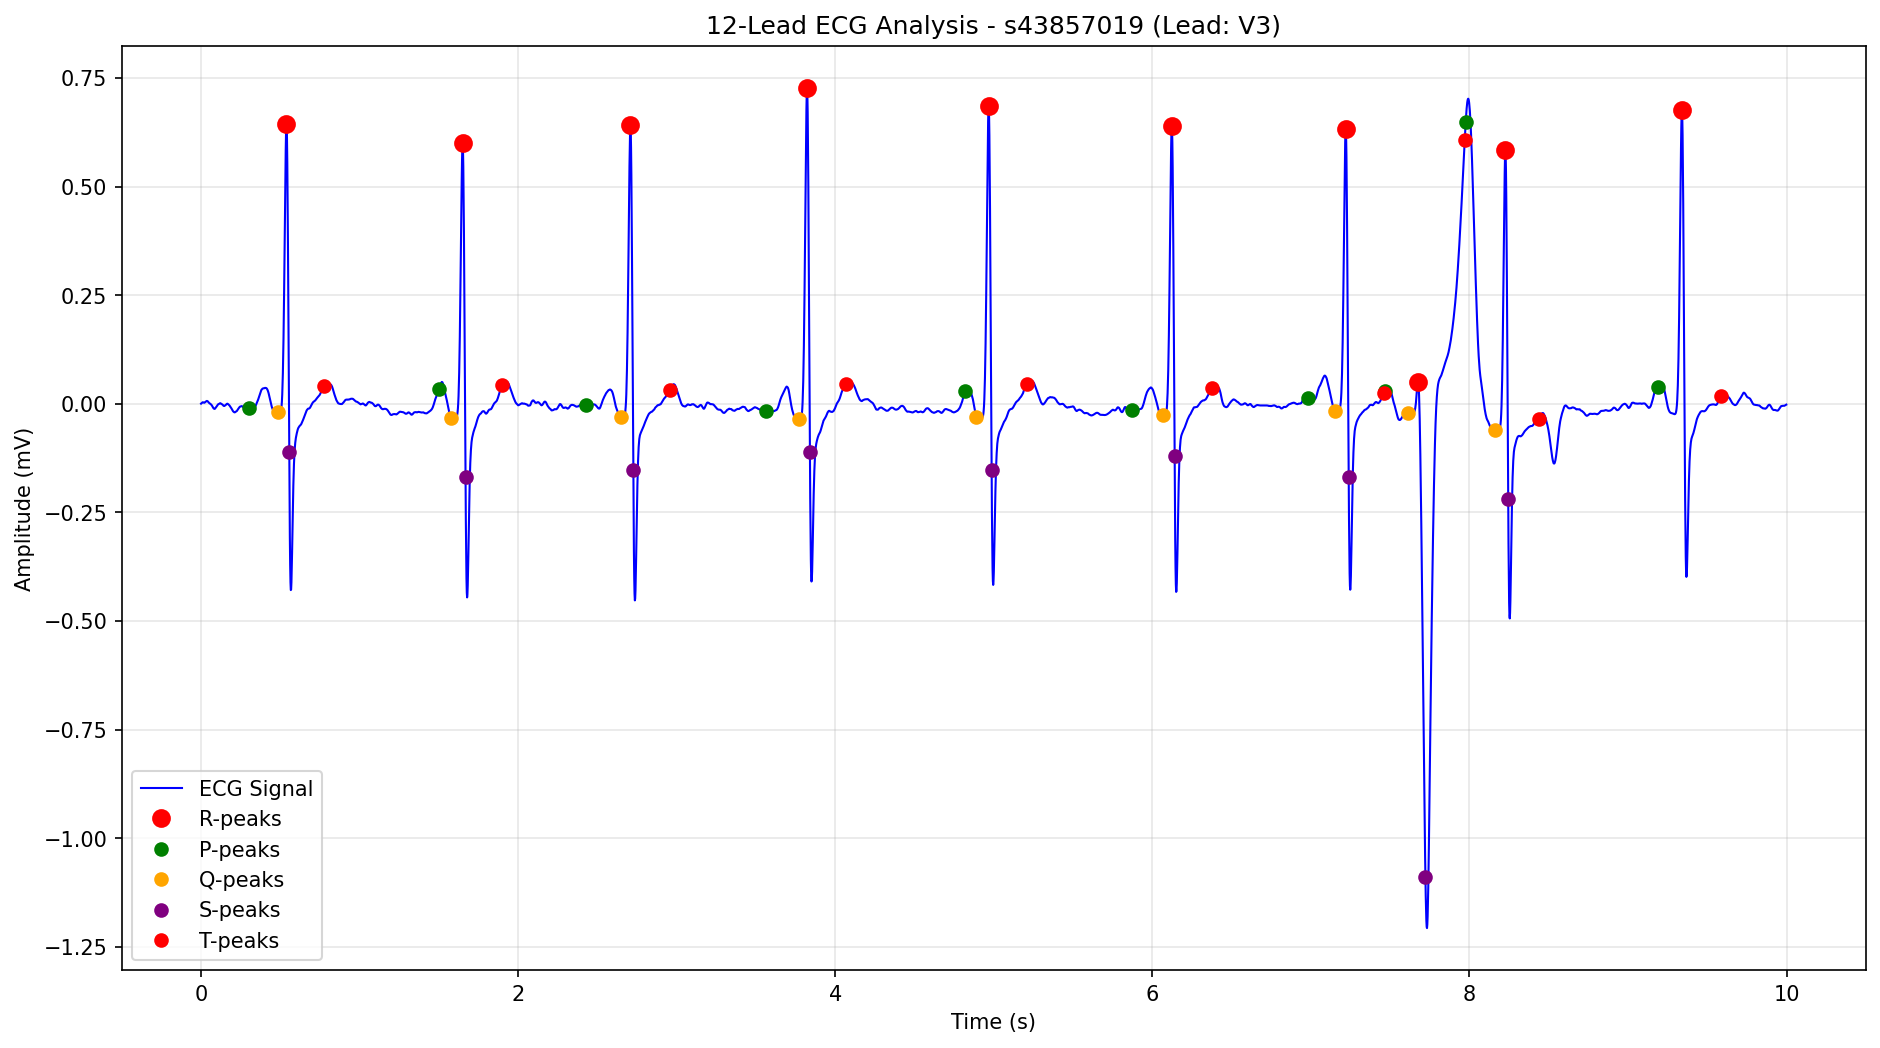 12-Lead ECG Analysis - s43857019 (Lead: V3)
Amplitude (mV)
0.75
0.50
0.25
0.00
−0.25
−0.50
−0.75
−1.00
−1.25
ECG Signal
R-peaks
P-peaks
Q-peaks
S-peaks
T-peaks
0 2 4 6 8 10
Time (s)